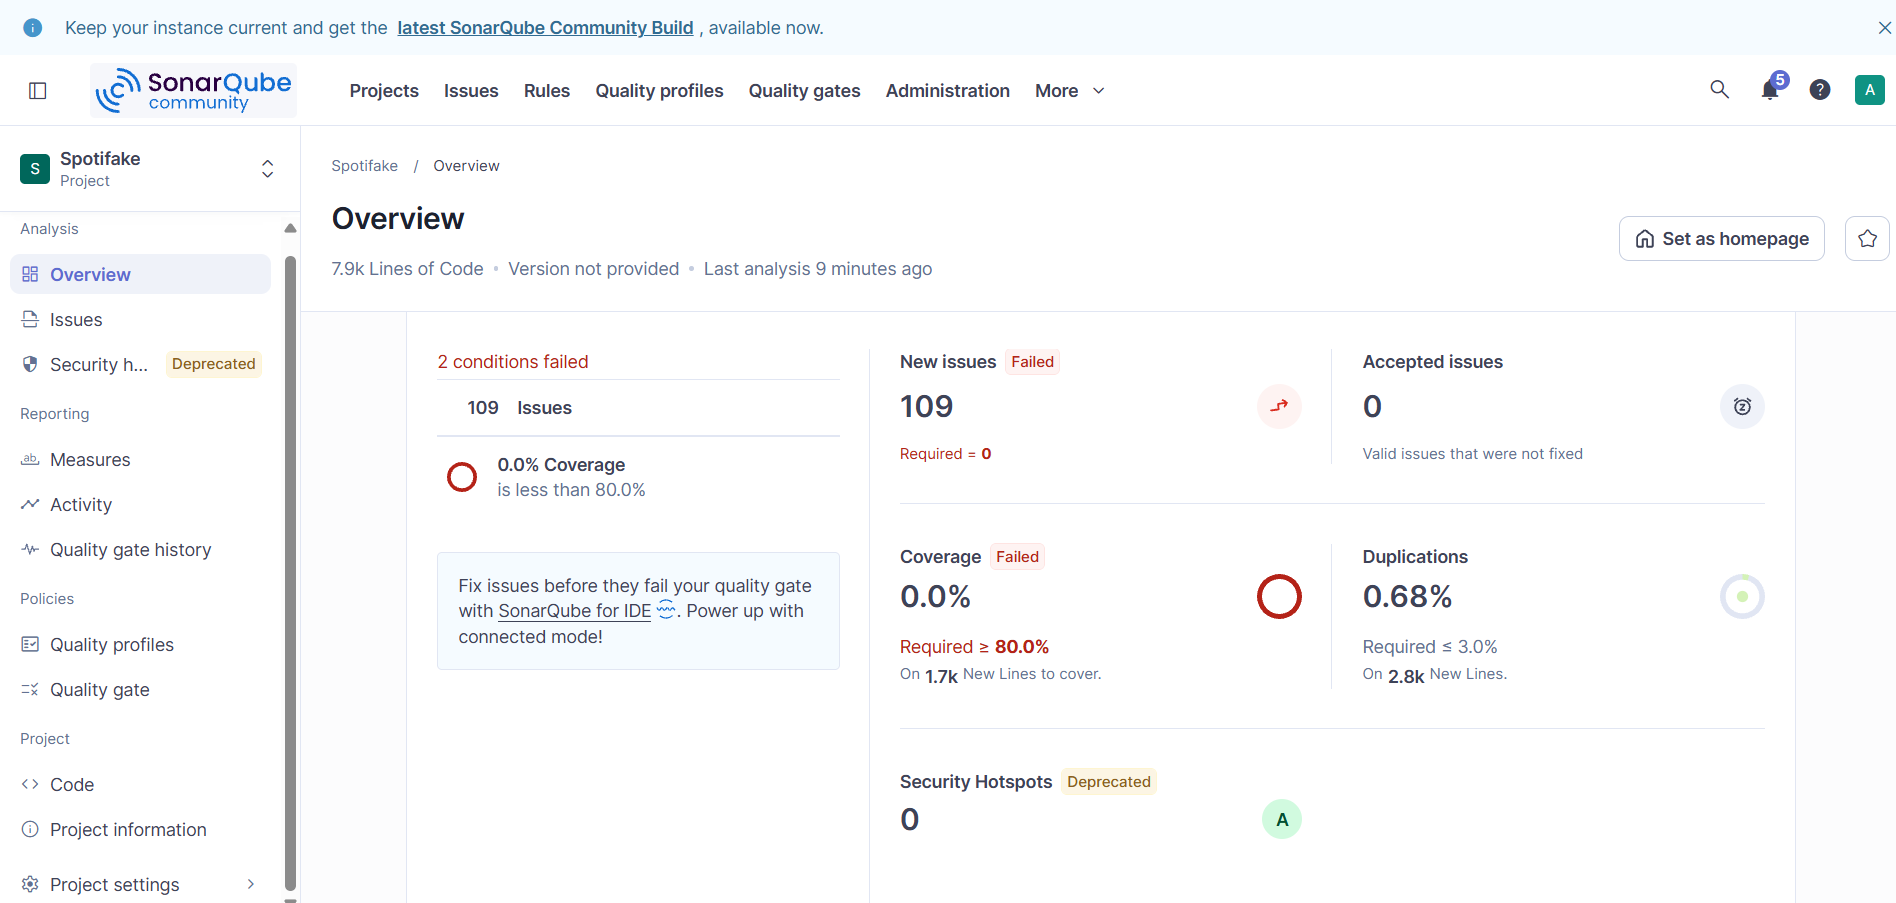 Keep your instance current and get the latest SonarQube Community Build , available now.
SonarQube
community
Projects Issues Rules Quality profiles Quality gates Administration More
5
?
A
S
Spotifake
Project
Analysis
Overview
Issues
Security h... Deprecated
Reporting
Measures
Activity
Quality gate history
Policies
Quality profiles
Quality gate
Project
Code
Project information
Project settings
Spotifake / Overview
Overview
7.9k Lines of Code • Version not provided • Last analysis 9 minutes ago
Set as homepage
2 conditions failed
109 Issues
0.0% Coverage
is less than 80.0%
Fix issues before they fail your quality gate
with SonarQube for IDE . Power up with
connected mode!
New issues Failed
109
Required = 0
Accepted issues
0
Valid issues that were not fixed
Coverage Failed
0.0%
Required ≥ 80.0%
On 1.7k New Lines to cover.
Duplications
0.68%
Required ≤ 3.0%
On 2.8k New Lines.
Security Hotspots Deprecated
0
A